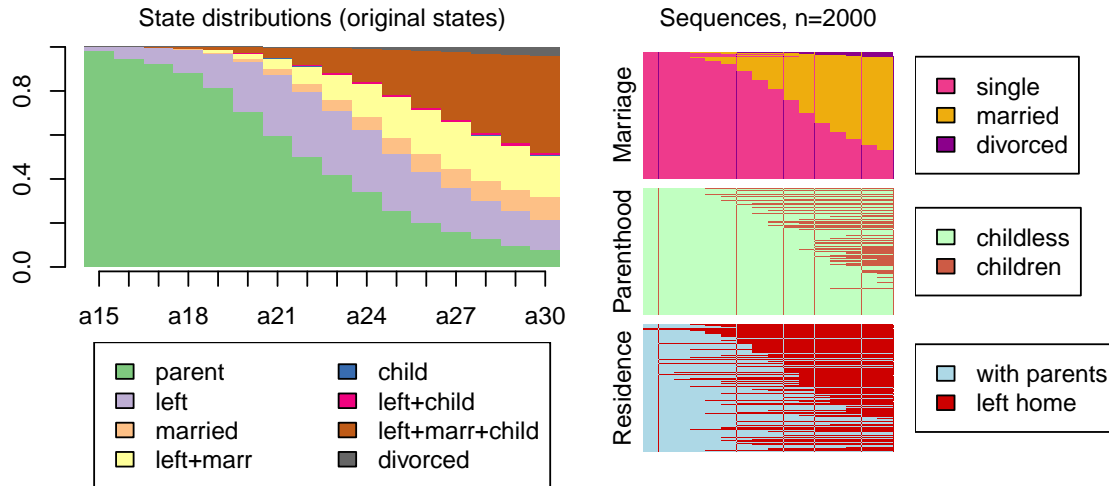 State distributions (original states)
0.0 0.4 0.8
a15 a18 a21 a24 a27 a30
parent
left
married
left+marr
child
left+child
left+marr+child
divorced
Sequences, n=2000
Marriage
single
married
divorced
Parenthood
childless
children
Residence
with parents
left home